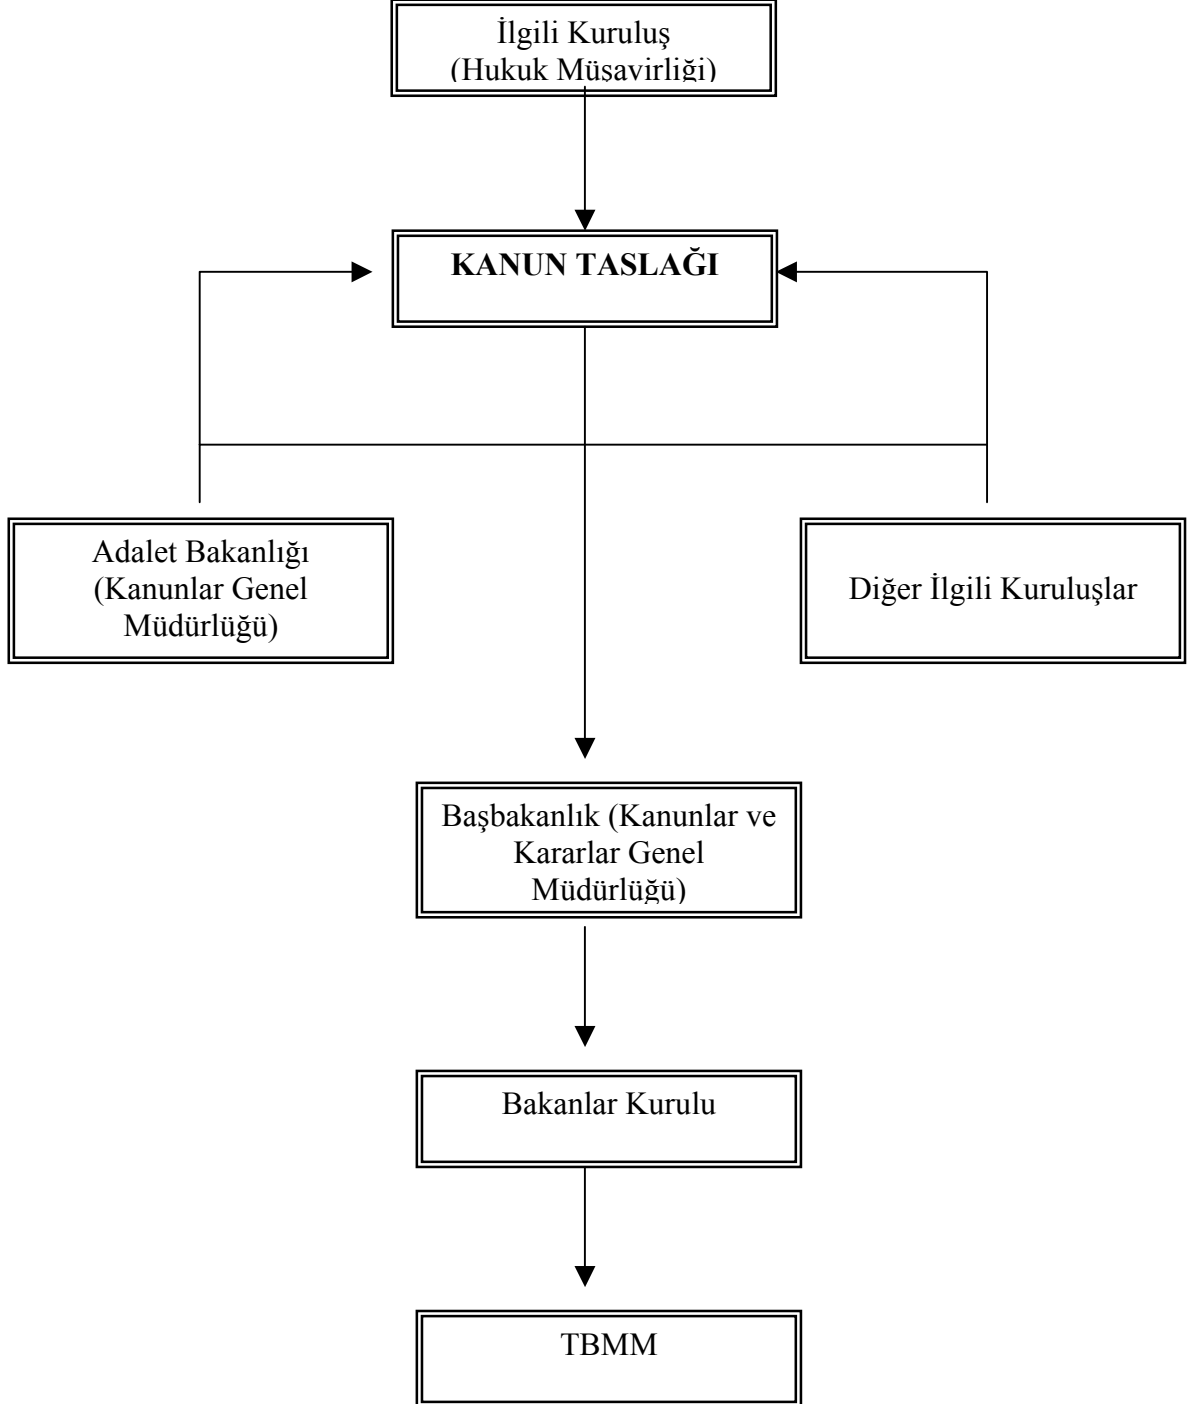 İlgili Kuruluş
(Hukuk Müşavirliği)
KANUN TASLAĞI
Adalet Bakanlığı
(Kanunlar Genel
Müdürlüğü)
Diğer İlgili Kuruluşlar
Başbakanlık (Kanunlar ve
Kararlar Genel
Müdürlüğü)
Bakanlar Kurulu
TBMM